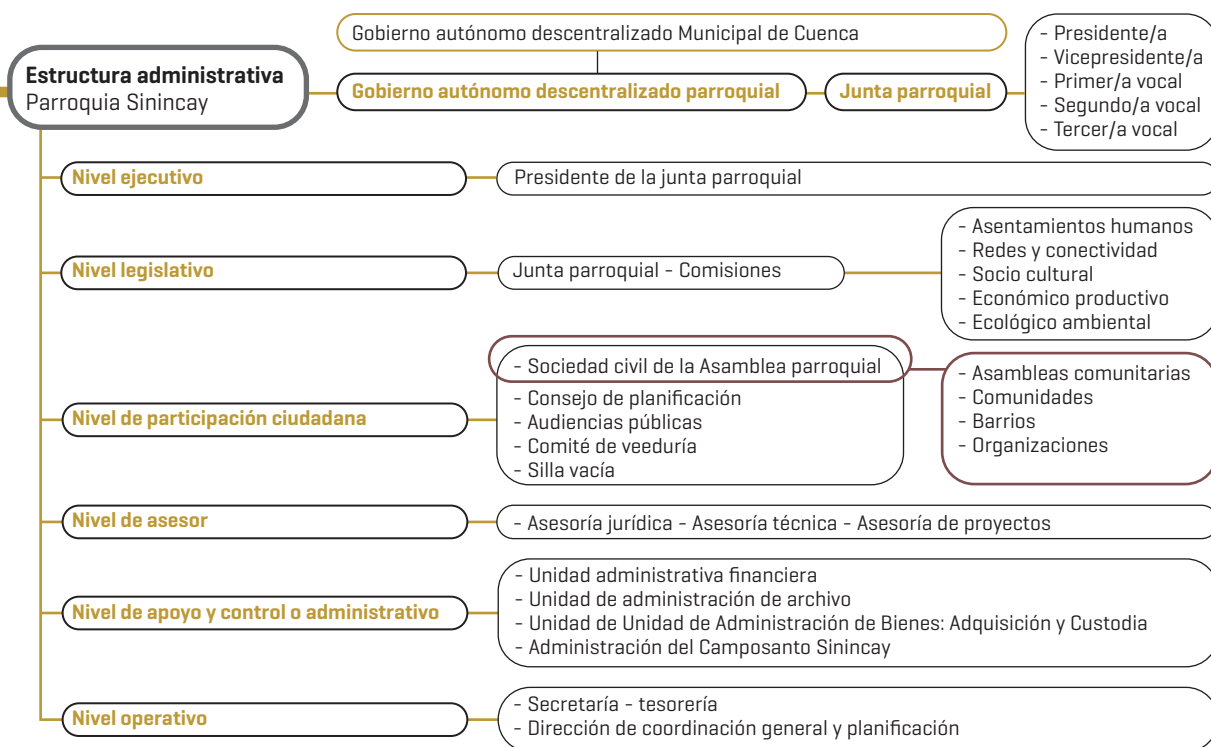 Estructura administrativa
Parroquia Sinincay
Gobierno autónomo descentralizado Municipal de Cuenca
Gobierno autónomo descentralizado parroquial
Junta parroquial
- Presidente/a
- Vicepresidente/a
- Primer/a vocal
- Segundo/a vocal
- Tercer/a vocal
Nivel ejecutivo
Presidente de la junta parroquial
Nivel legislativo
Junta parroquial - Comisiones
- Asentamientos humanos
- Redes y conectividad
- Socio cultural
- Económico productivo
- Ecológico ambiental
Nivel de participación ciudadana
- Sociedad civil de la Asamblea parroquial
- Consejo de planificación
- Audiencias públicas
- Comité de veeduría
- Silla vacía
- Asambleas comunitarias
- Comunidades
- Barrios
- Organizaciones
Nivel de asesor
- Asesoría jurídica - Asesoría técnica - Asesoría de proyectos
Nivel de apoyo y control o administrativo
- Unidad administrativa financiera
- Unidad de administración de archivo
- Unidad de Unidad de Administración de Bienes: Adquisición y Custodia
- Administración del Camposanto Sinincay
Nivel operativo
- Secretaría - tesorería
- Dirección de coordinación general y planificación